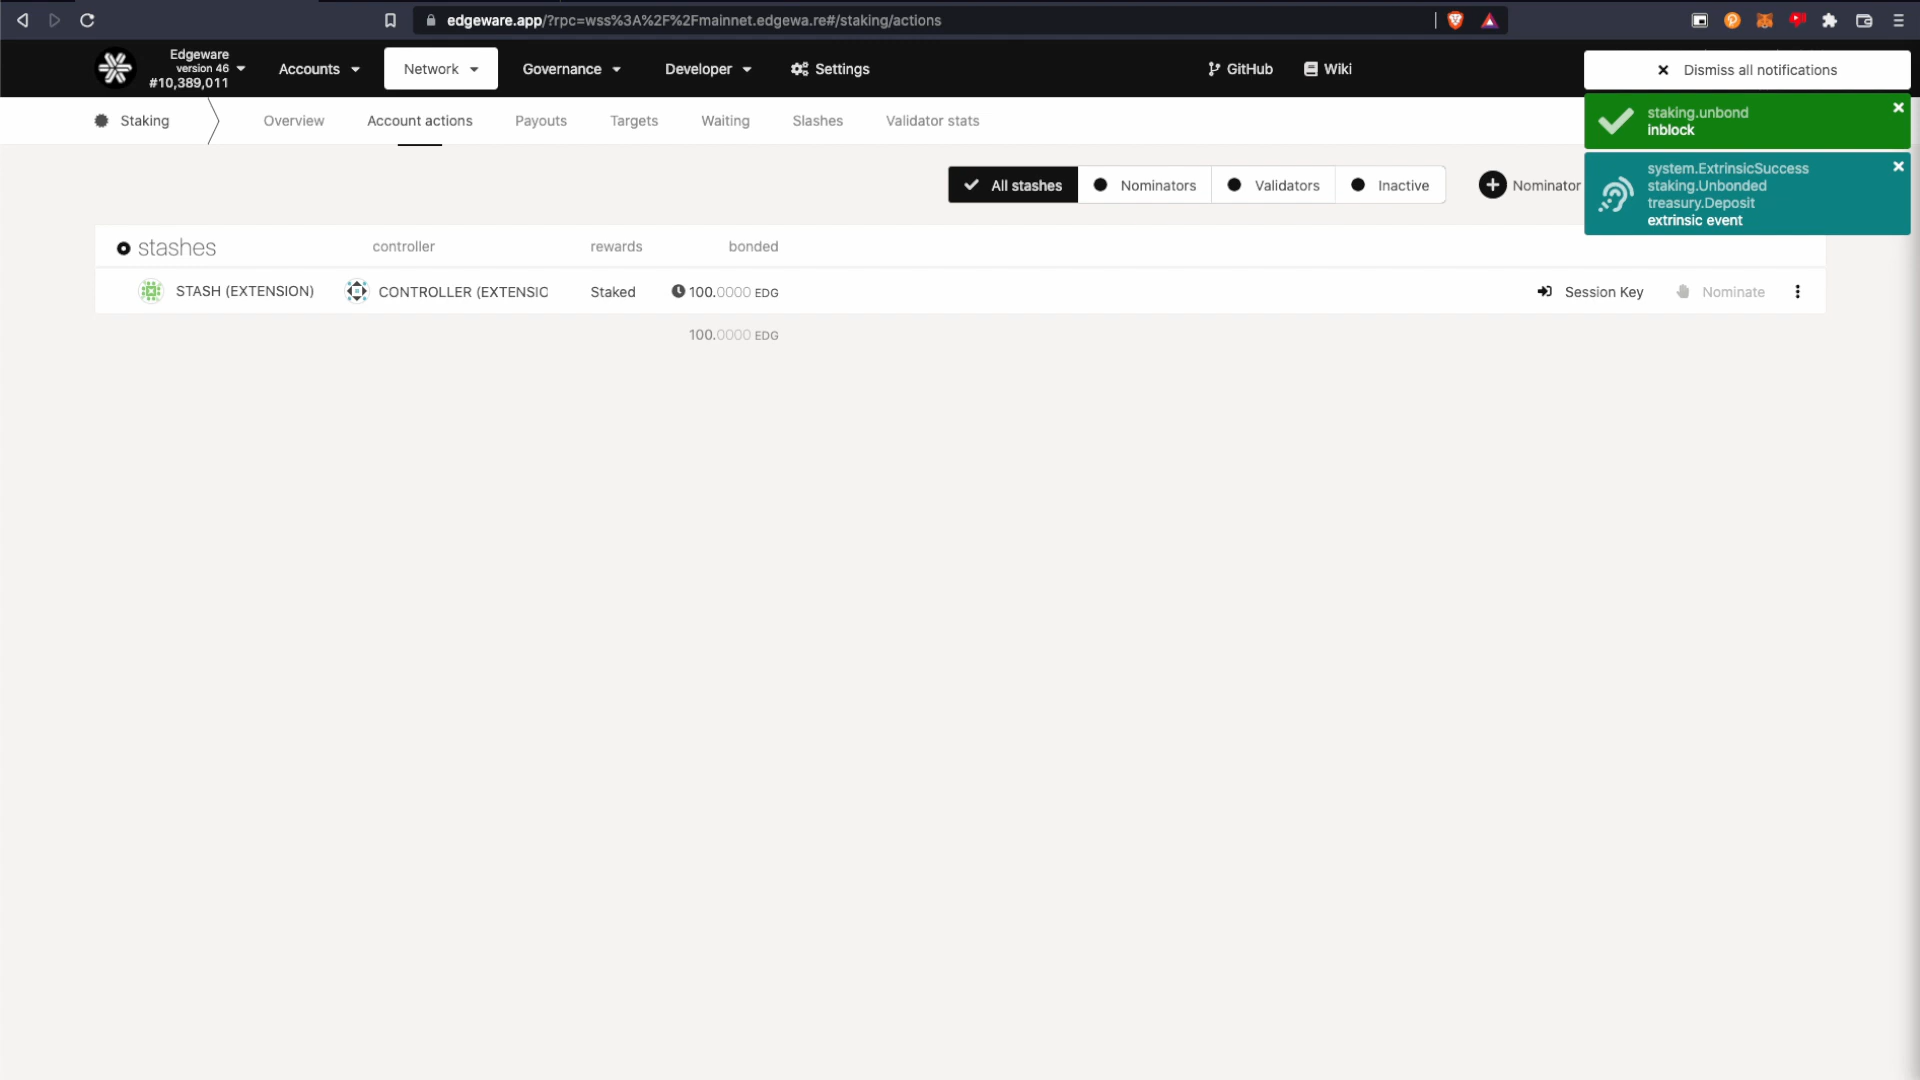 edgeware.app/?rpc=wss%3A%2F%2Fmainnet.edgewa.re#/staking/actions
Edgeware
version 46
#10,389,011
Accounts
Network
Governance
Developer
Settings
GitHub
Wiki
Dismiss all notifications
Staking
Overview
Account actions
Payouts
Targets
Waiting
Slashes
Validator stats
staking.unbond
inblock
system.ExtrinsicSuccess
staking.Unbonded
treasury.Deposit
extrinsic event
All stashes
Nominators
Validators
Inactive
Nominator
stashes controller rewards bonded
STASH (EXTENSION) CONTROLLER (EXTENSIO Staked 100.0000 EDG Session Key Nominate
100.0000 EDG